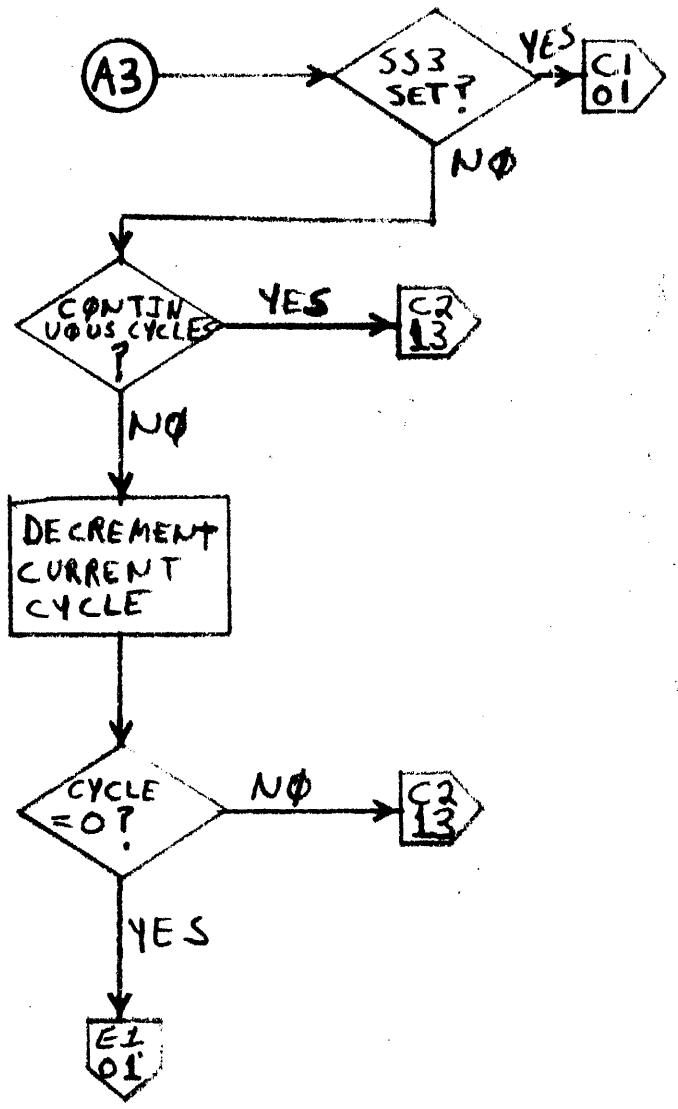 A3
SS3
SET?
YES
C1
01
NØ
CØNTIN
UØUS CYCLES
?
YES
C2
13
NØ
DECREMENT
CURRENT
CYCLE
CYCLE
=0?
NØ
C2
13
YES
E1
01